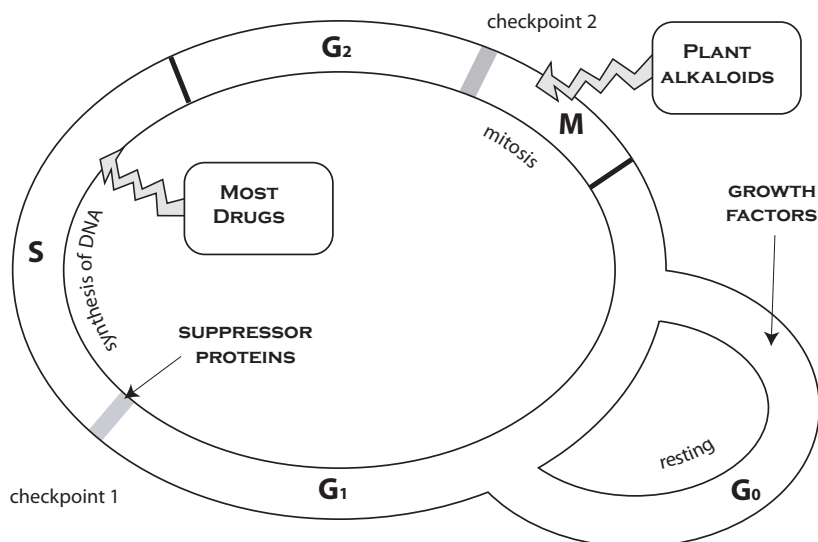 checkpoint 2
G2
PLANT
ALKALOIDS
M
mitosis
MOST
DRUGS
GROWTH
FACTORS
S
synthesis of DNA
SUPPRESSOR
PROTEINS
resting
G1
G0
checkpoint 1